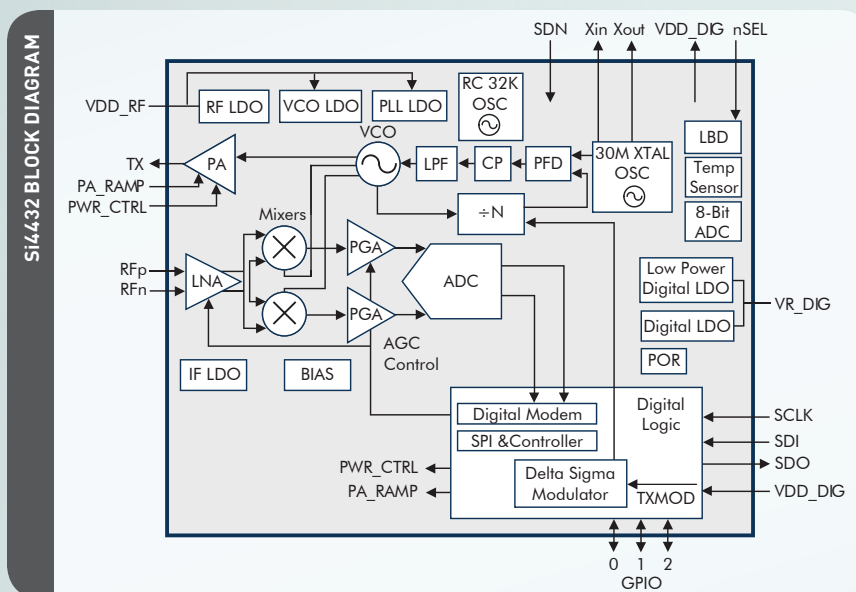 Si4432 BLOCK DIAGRAM
SDN
Xin Xout
VDD_DIG
nSEL
VDD_RF
RF LDO
VCO LDO
PLL LDO
RC 32K
OSC
LBD
Temp
Sensor
8-Bit
ADC
TX
PA_RAMP
PWR_CTRL
PA
VCO
LPF
CP
PFD
30M XTAL
OSC
÷N
Mixers
RFp
RFn
LNA
PGA
PGA
ADC
AGC
Control
Low Power
Digital LDO
Digital LDO
VR_DIG
POR
IF LDO
BIAS
Digital Modem
SPI &Controller
Digital
Logic
Delta Sigma
Modulator
TXMOD
PWR_CTRL
PA_RAMP
SCLK
SDI
SDO
VDD_DIG
0 1 2
GPIO